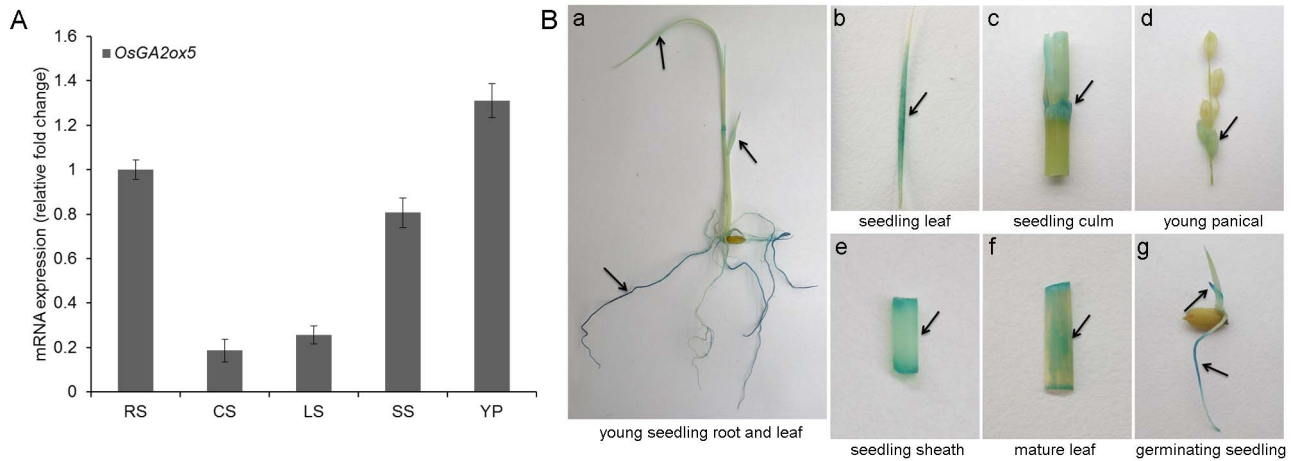 A
mRNA expression (relative fold change)
1.6
1.4
1.2
1
0.8
0.6
0.4
0.2
0
OsGA2ox5
RS
CS
LS
SS
YP
B
a
young seedling root and leaf
b
seedling leaf
c
seedling culm
d
young panical
e
seedling sheath
f
mature leaf
g
germinating seedling